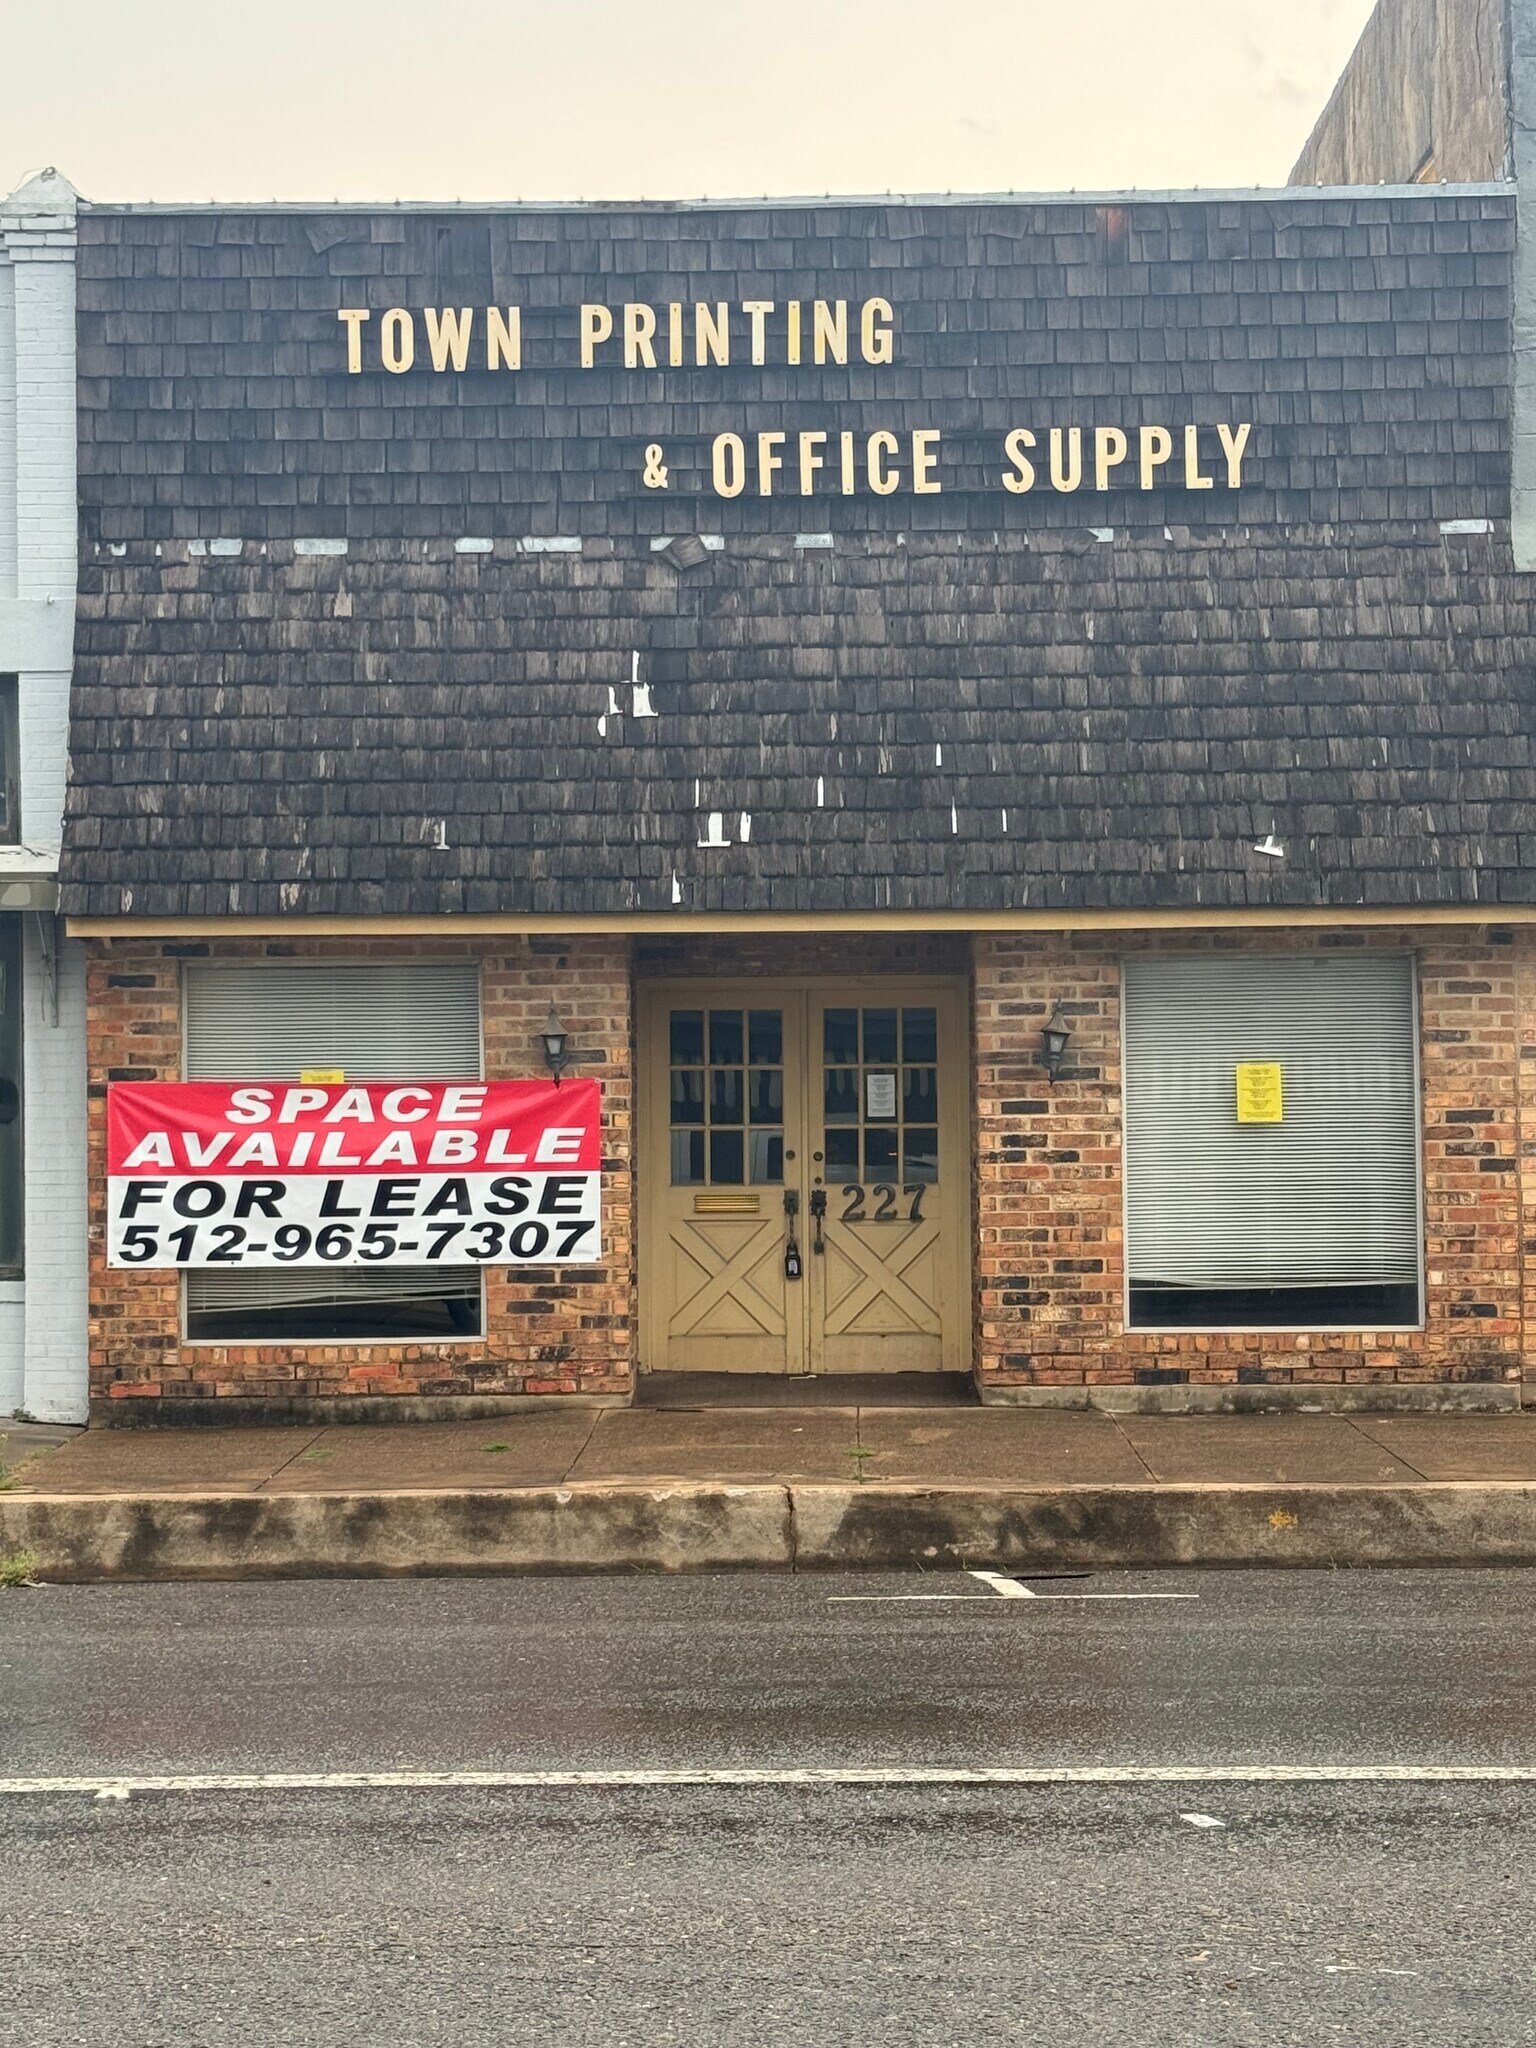 TOWN PRINTING
& OFFICE SUPPLY
SPACE
AVAILABLE
FOR LEASE
512-965-7307
227